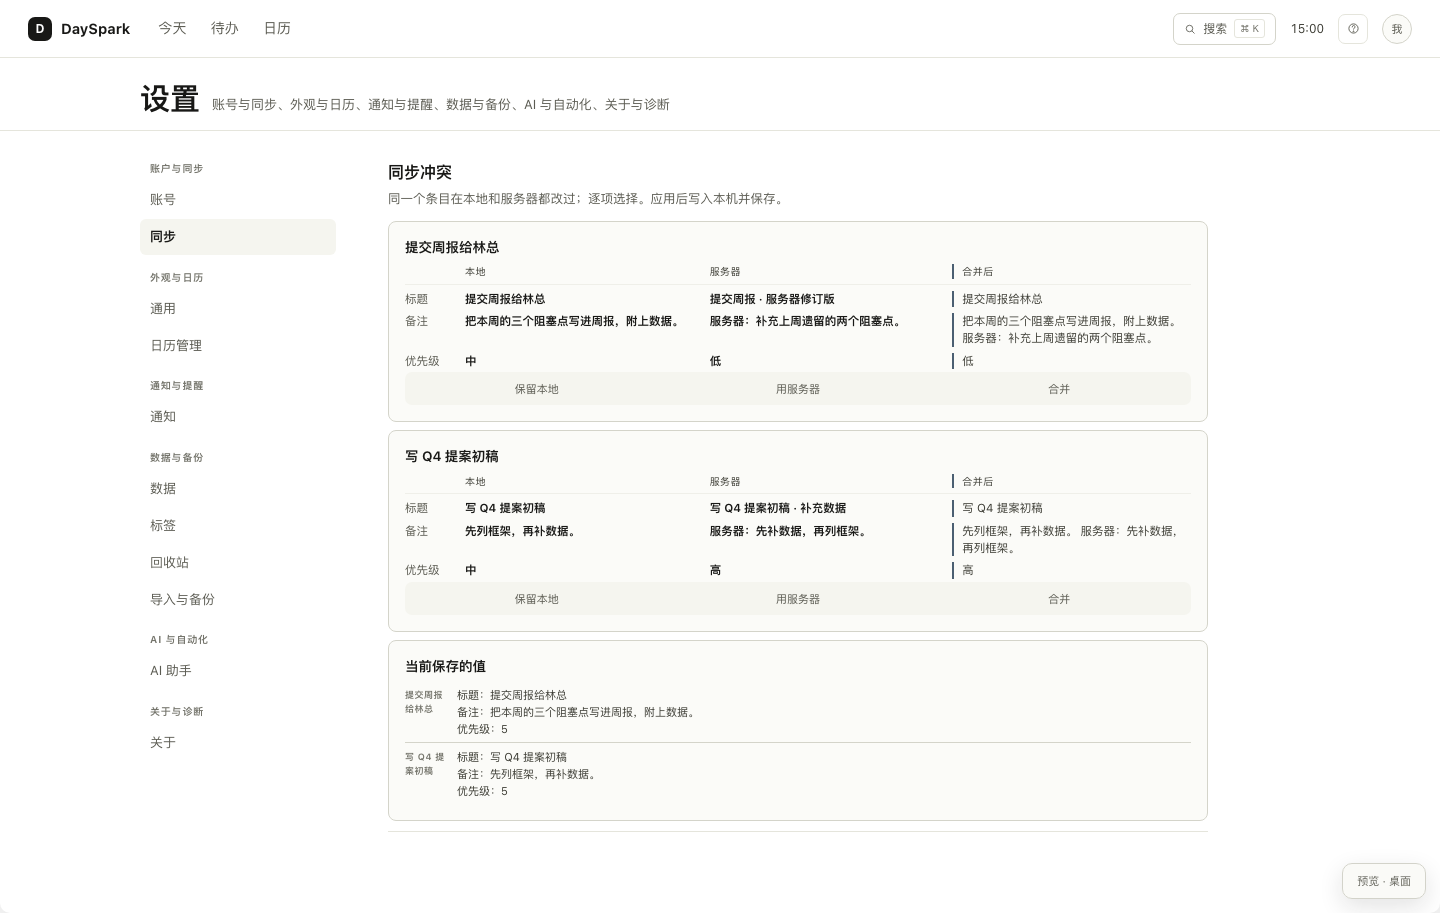 D DaySpark 今天 待办 日历 搜索 ⌘ K 15:00 我
设置 账号与同步、外观与日历、通知与提醒、数据与备份、AI 与自动化、关于与诊断
账户与同步
账号
同步
外观与日历
通用
日历管理
通知与提醒
通知
数据与备份
数据
标签
回收站
导入与备份
AI 与自动化
AI 助手
关于与诊断
关于
同步冲突
同一个条目在本地和服务器都改过；逐项选择。应用后写入本机并保存。
提交周报给林总
本地 服务器 合并后
标题 提交周报给林总 提交周报 · 服务器修订版 提交周报给林总
备注 把本周的三个阻塞点写进周报，附上数据。 服务器：补充上周遗留的两个阻塞点。 把本周的三个阻塞点写进周报，附上数据。
服务器：补充上周遗留的两个阻塞点。
优先级 中 低 低
保留本地 用服务器 合并
写 Q4 提案初稿
本地 服务器 合并后
标题 写 Q4 提案初稿 写 Q4 提案初稿 · 补充数据 写 Q4 提案初稿
备注 先列框架，再补数据。 服务器：先补数据，再列框架。 先列框架，再补数据。 服务器：先补数据，
再列框架。
优先级 中 高 高
保留本地 用服务器 合并
当前保存的值
提交周报
给林总
标题：提交周报给林总
备注：把本周的三个阻塞点写进周报，附上数据。
优先级：5
写 Q4 提
案初稿
标题：写 Q4 提案初稿
备注：先列框架，再补数据。
优先级：5
预览 · 桌面